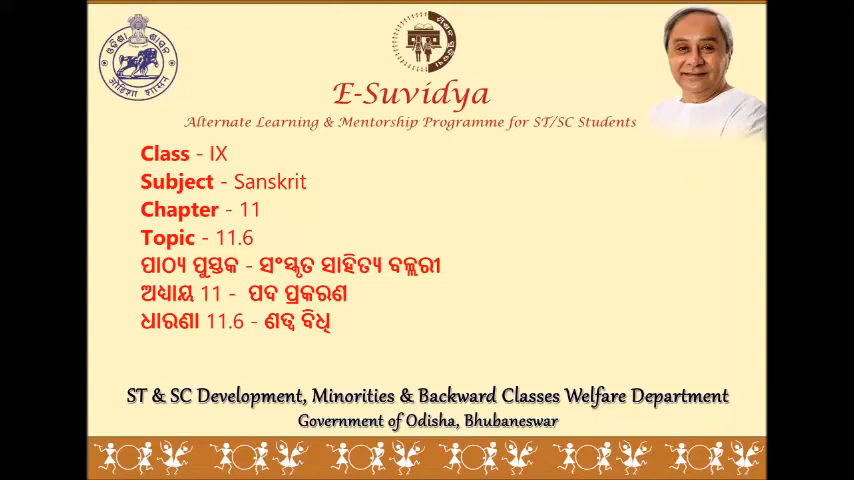 E-Suvidya
Alternate Learning & Mentorship Programme for ST/SC Students
Class - IX
Subject - Sanskrit
Chapter - 11
Topic - 11.6
ପାଠ୍ୟ ପୁସ୍ତକ - ସଂସ୍କୃତ ସାହିତ୍ୟ ବଲ୍ଲରୀ
ଅଧ୍ୟାୟ 11 - ପଦ ପ୍ରକରଣ
ଧାରଣା 11.6 - ଣତ୍ୱ ବିଧି
ST & SC Development, Minorities & Backward Classes Welfare Department
Government of Odisha, Bhubaneswar